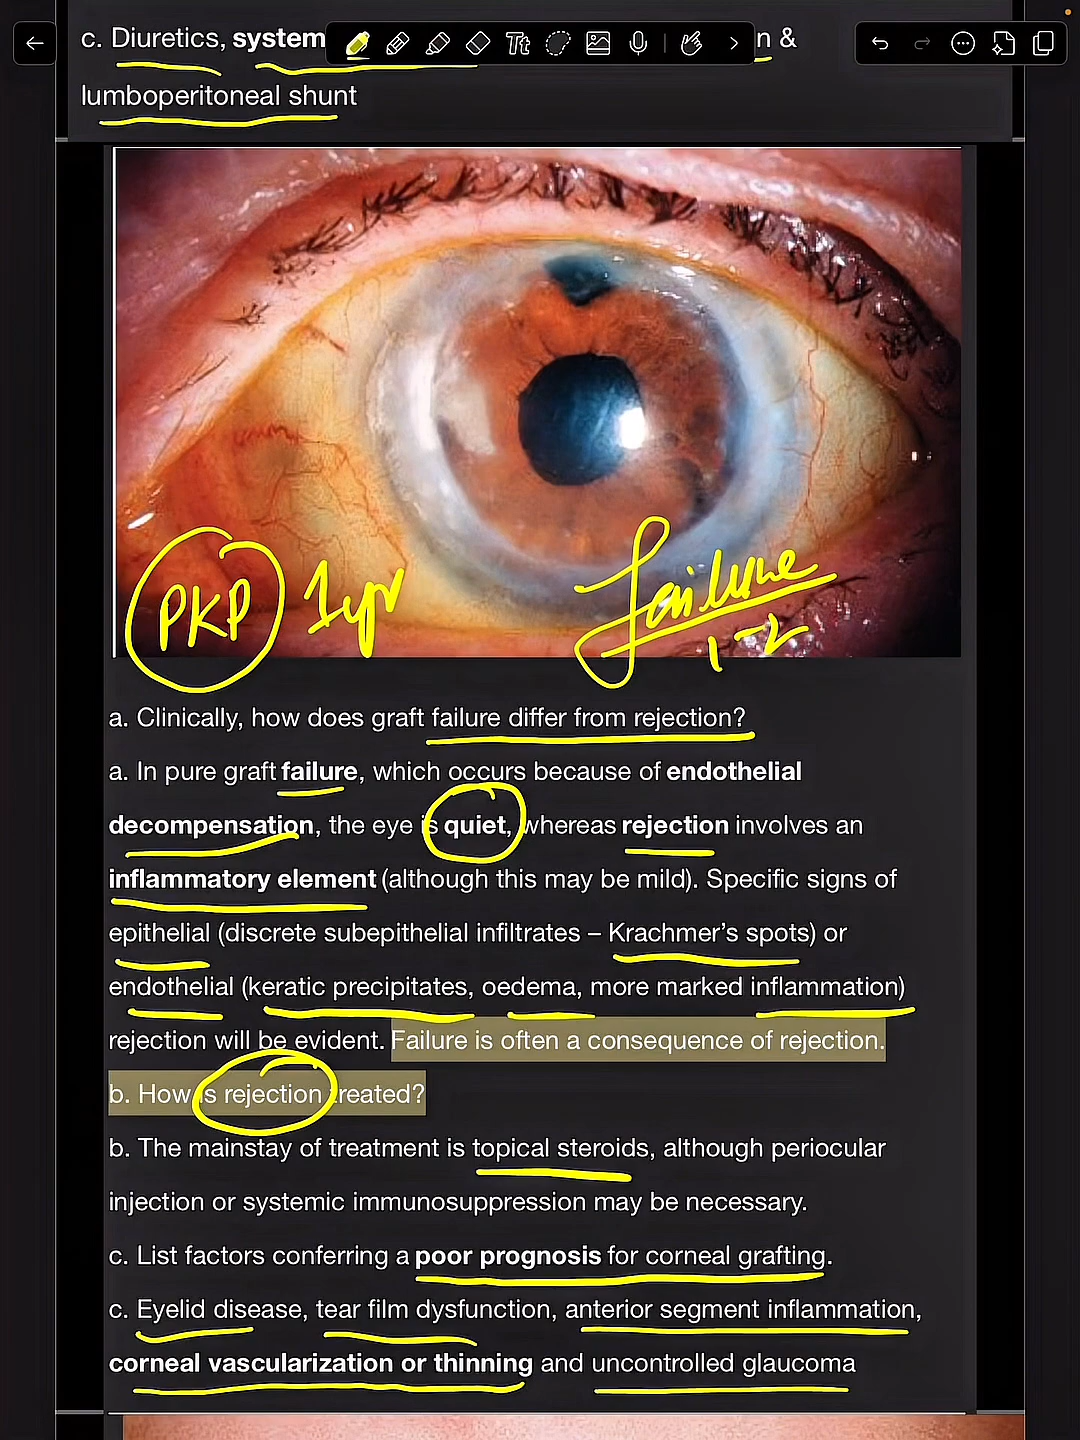 c. Diuretics, system
n &
lumboperitoneal shunt
Tt
PKP 1yr
Failure
1-2
a. Clinically, how does graft failure differ from rejection?
a. In pure graft failure, which occurs because of endothelial
decompensation, the eye is quiet, whereas rejection involves an
inflammatory element (although this may be mild). Specific signs of
epithelial (discrete subepithelial infiltrates – Krachmer’s spots) or
endothelial (keratic precipitates, oedema, more marked inflammation)
rejection will be evident. Failure is often a consequence of rejection.
b. How is rejection treated?
b. The mainstay of treatment is topical steroids, although periocular
injection or systemic immunosuppression may be necessary.
c. List factors conferring a poor prognosis for corneal grafting.
c. Eyelid disease, tear film dysfunction, anterior segment inflammation,
corneal vascularization or thinning and uncontrolled glaucoma